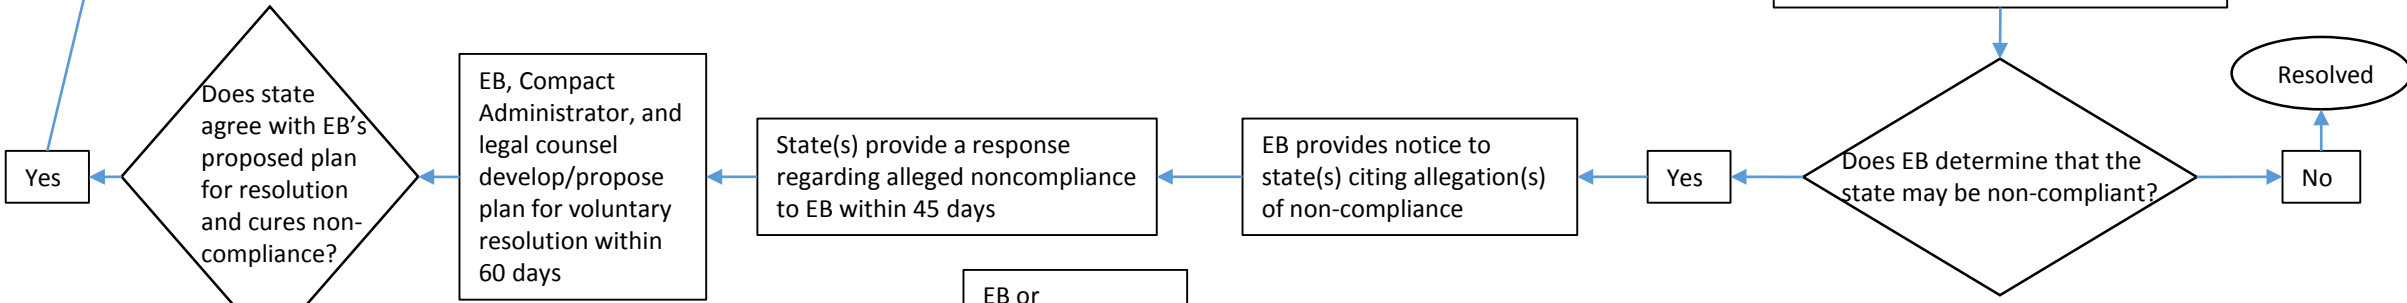 Yes
Does state
agree with EB’s
proposed plan
for resolution
and cures non-
compliance?
EB, Compact
Administrator, and
legal counsel
develop/propose
plan for voluntary
resolution within
60 days
State(s) provide a response
regarding alleged noncompliance
to EB within 45 days
EB provides notice to
state(s) citing allegation(s)
of non-compliance
Yes
Does EB determine that the
state may be non-compliant?
No
Resolved
EB or